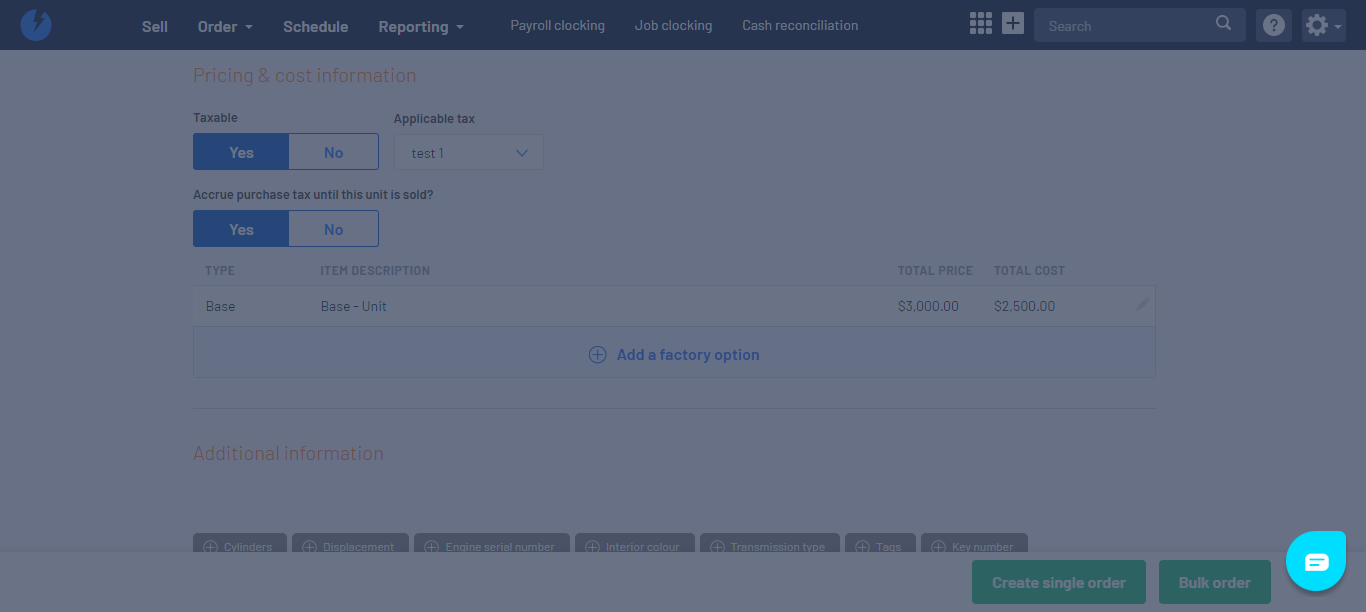 Sell Order Schedule Reporting Payroll clocking Job clocking Cash reconciliation Search
Pricing & cost information
Taxable Applicable tax
Yes No test 1
Accrue purchase tax until this unit is sold?
Yes No
TYPE ITEM DESCRIPTION TOTAL PRICE TOTAL COST
Base Base - Unit $3,000.00 $2,500.00
Add a factory option
Additional information
Cylinders Displacement Engine serial number Interior colour Transmission type Tags Key number
Create single order Bulk order